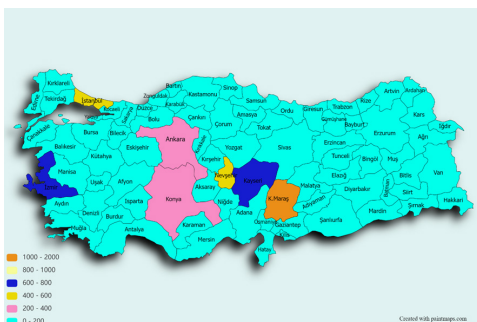 Kırklareli
Edirne
Tekirdağ
İstanbul
Kocaeli
Sakarya
Düzce
Zonguldak
Bartın
Karabük
Kastamonu
Sinop
Samsun
Ordu
Giresun
Trabzon
Rize
Artvin
Ardahan
Kars
Iğdır
Ağrı
Erzurum
Bayburt
Gümüşhane
Erzincan
Tunceli
Bingöl
Muş
Bitlis
Van
Hakkari
Şırnak
Siirt
Batman
Mardin
Diyarbakır
Elazığ
Malatya
Adıyaman
Şanlıurfa
Gaziantep
Kilis
Hatay
Osmaniye
K.Maraş
Adana
Mersin
Niğde
Kayseri
Sivas
Tokat
Amasya
Çorum
Yozgat
Çankırı
Kırıkkale
Kırşehir
Nevşehir
Aksaray
Konya
Karaman
Ankara
Bolu
Eskişehir
Bilecik
Bursa
Çanakkale
Balıkesir
Kütahya
Manisa
İzmir
Uşak
Afyon
Aydın
Denizli
Burdur
Isparta
Muğla
Antalya
1000 - 2000
800 - 1000
600 - 800
400 - 600
200 - 400
0 - 200
Created with paintmaps.com